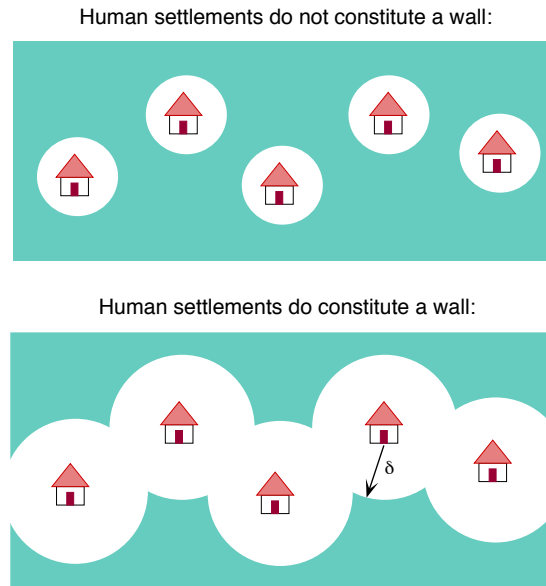 Human settlements do not constitute a wall:
Human settlements do constitute a wall:
δ